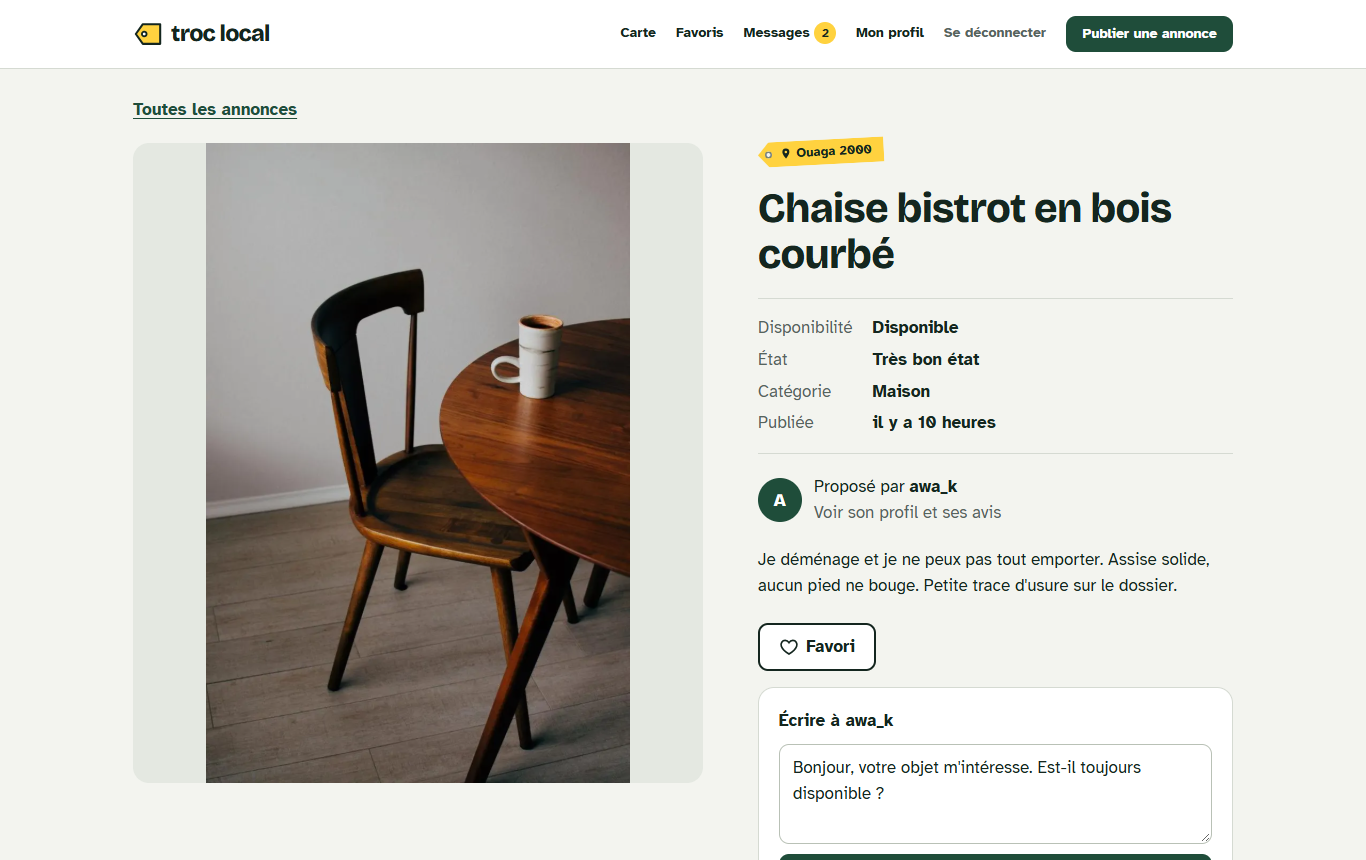 troc local
Carte
Favoris
Messages 2
Mon profil
Se déconnecter
Publier une annonce
Toutes les annonces
Ouaga 2000
Chaise bistrot en bois
courbé
Disponibilité Disponible
État Très bon état
Catégorie Maison
Publiée il y a 10 heures
A
Proposé par awa_k
Voir son profil et ses avis
Je déménage et je ne peux pas tout emporter. Assise solide,
aucun pied ne bouge. Petite trace d'usure sur le dossier.
Favori
Écrire à awa_k
Bonjour, votre objet m'intéresse. Est-il toujours
disponible ?